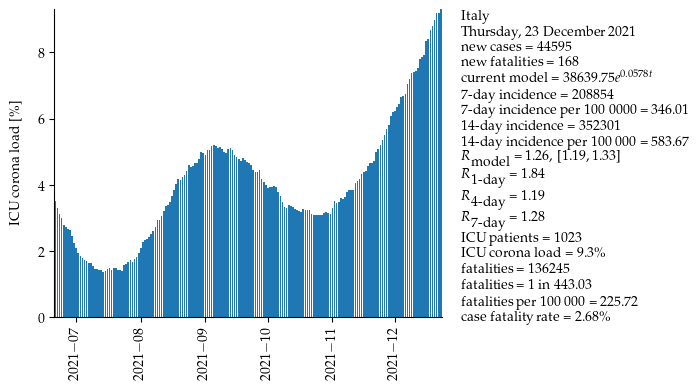 ICU corona load [%]
8
6
4
2
0
2021−07
2021−08
2021−09
2021−10
2021−11
2021−12
Italy
Thursday, 23 December 2021
new cases = 44595
new fatalities = 168
current model = 38639.75e^0.0578t
7-day incidence = 208854
7-day incidence per 100 0000 = 346.01
14-day incidence = 352301
14-day incidence per 100 000 = 583.67
R_model = 1.26, [1.19, 1.33]
R_1-day = 1.84
R_4-day = 1.19
R_7-day = 1.28
ICU patients = 1023
ICU corona load = 9.3%
fatalities = 136245
fatalities = 1 in 443.03
fatalities per 100 000 = 225.72
case fatality rate = 2.68%